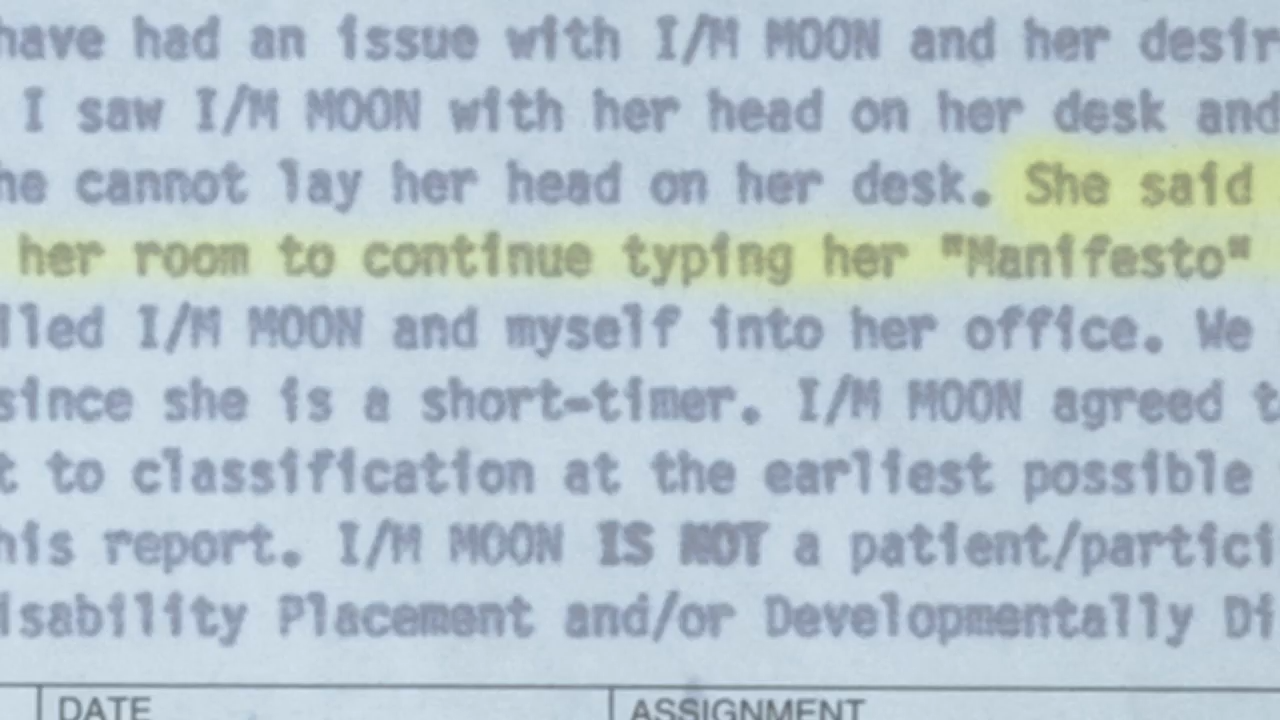 have had an issue with I/M MOON and her desir
I saw I/M MOON with her head on her desk and
he cannot lay her head on her desk. She said
her room to continue typing her "Manifesto"
lled I/M MOON and myself into her office. We
since she is a short-timer. I/M MOON agreed t
t to classification at the earliest possible
his report. I/M MOON IS NOT a patient/partici
isability Placement and/or Developmentally Di
DATE
ASSIGNMENT